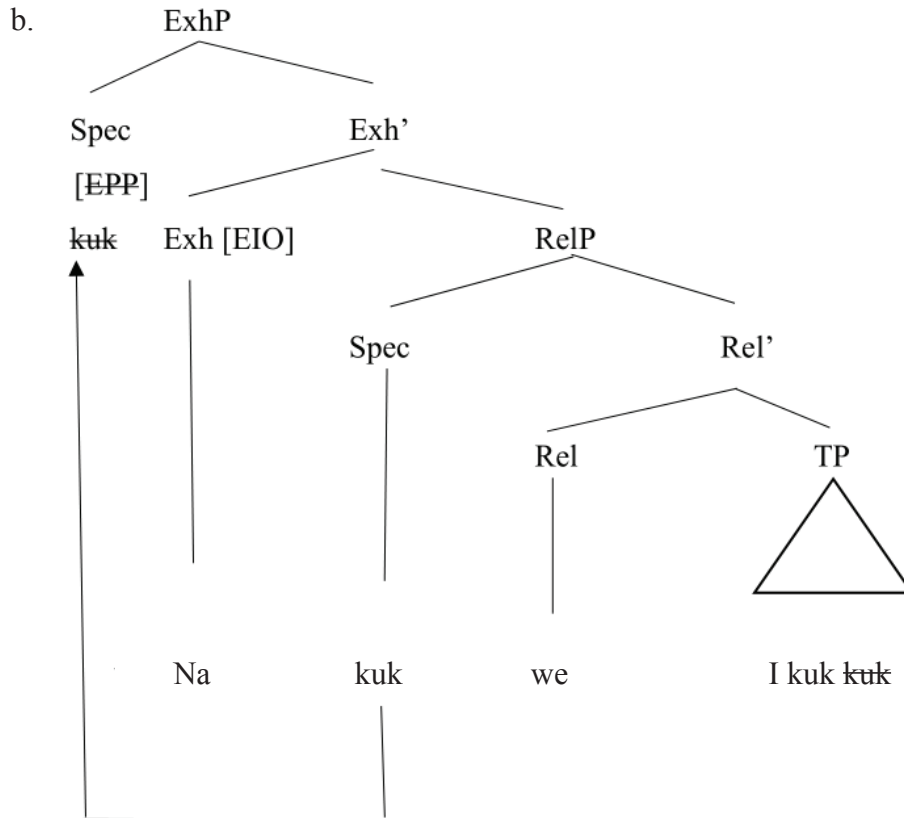 b. ExhP
Spec Exh’
[EPP]
kuk Exh [EIO] RelP
Spec Rel’
Rel TP
Na kuk we I kuk kuk